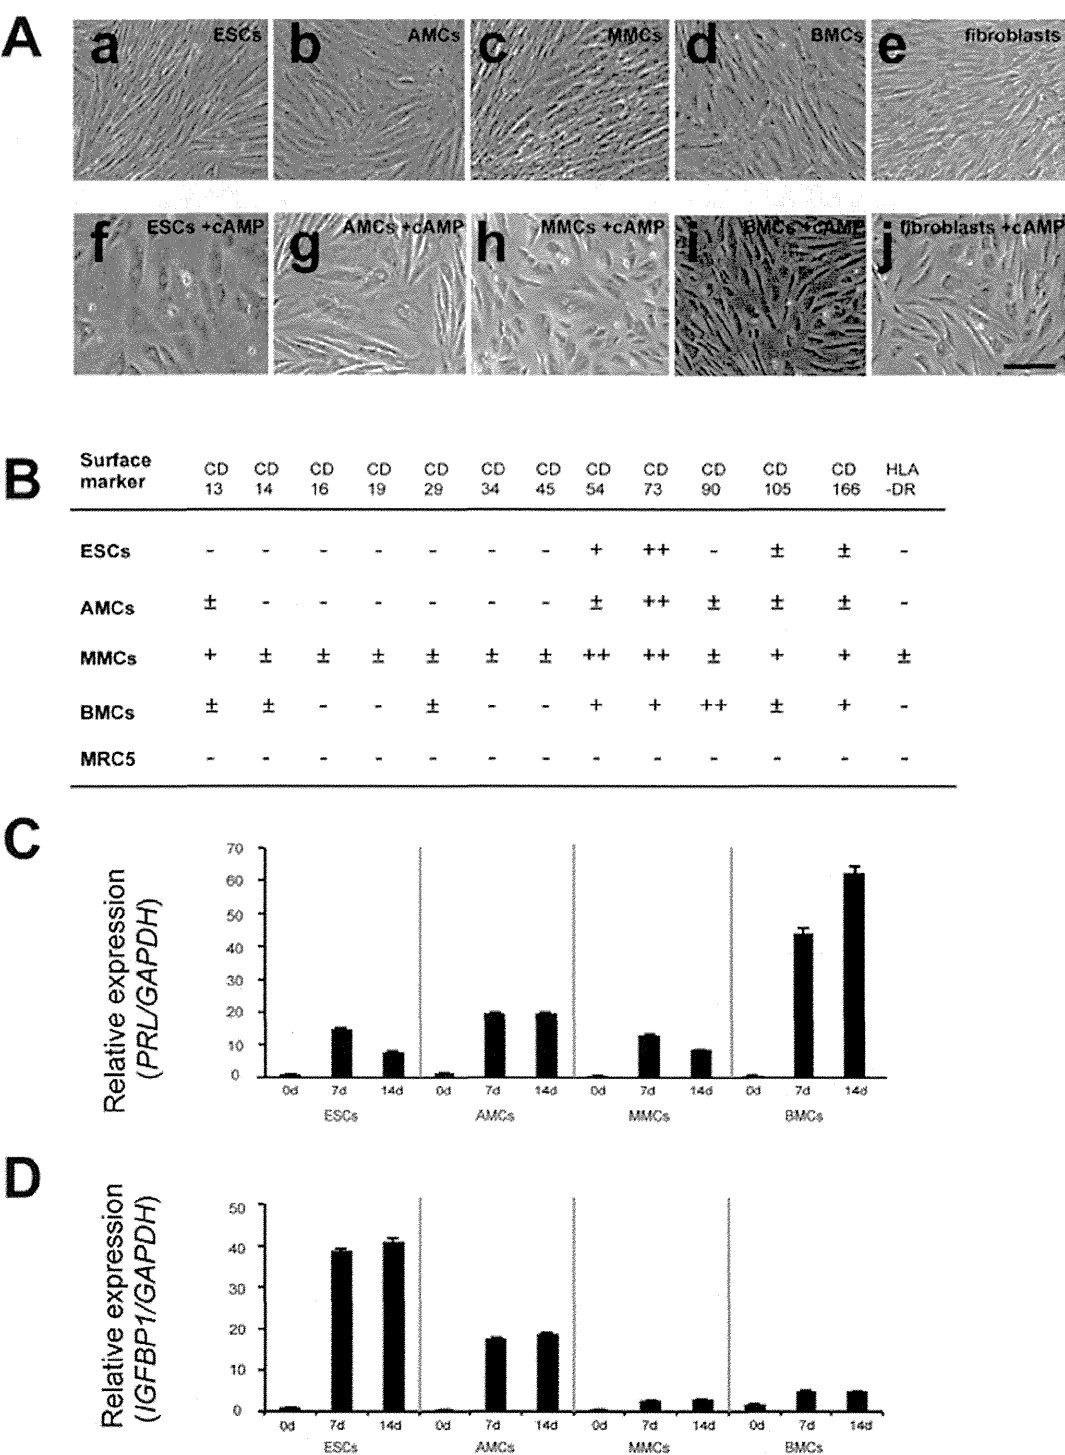 A
a ESCs b AMCs c MMCs d BMCs e fibroblasts
f ESCs +cAMP g AMCs +cAMP h MMCs +cAMP i BMCs +cAMP j fibroblasts +cAMP
B
Surface CD CD CD CD CD CD CD CD CD CD CD CD HLA
marker 13 14 16 19 29 34 45 54 73 90 105 166 -DR
ESCs - - - - - - - + ++ - ± ± -
AMCs ± - - - - - - ± ++ ± ± ± -
MMCs + ± ± ± ± ± ± ++ ++ ± + + ±
BMCs ± ± - - ± - - + + ++ ± + -
MRC5 - - - - - - - - - - - - -
C
Relative expression
(PRL/GAPDH)
70
60
50
40
30
20
10
0
0d 7d 14d 0d 7d 14d 0d 7d 14d 0d 7d 14d
ESCs AMCs MMCs BMCs
D
Relative expression
(IGFBP1/GAPDH)
50
40
30
20
10
0
0d 7d 14d 0d 7d 14d 0d 7d 14d 0d 7d 14d
ESCs AMCs MMCs BMCs